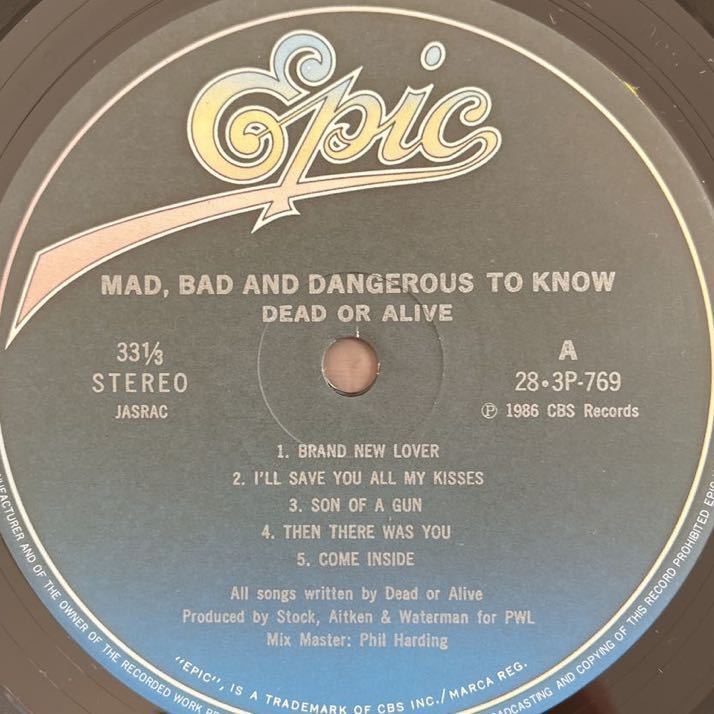 Epic
MAD, BAD AND DANGEROUS TO KNOW
DEAD OR ALIVE
33⅓
STEREO
JASRAC
A
28•3P-769
Ⓟ 1986 CBS Records
1. BRAND NEW LOVER
2. I'LL SAVE YOU ALL MY KISSES
3. SON OF A GUN
4. THEN THERE WAS YOU
5. COME INSIDE
All songs written by Dead or Alive
Produced by Stock, Aitken & Waterman for PWL
Mix Master: Phil Harding
AND OF THE OWNER OF THE RECORDED WORK
"EPIC", IS A TRADEMARK OF CBS INC./MARCA REG.
AND COPYING OF THIS RECORD PROHIBITED